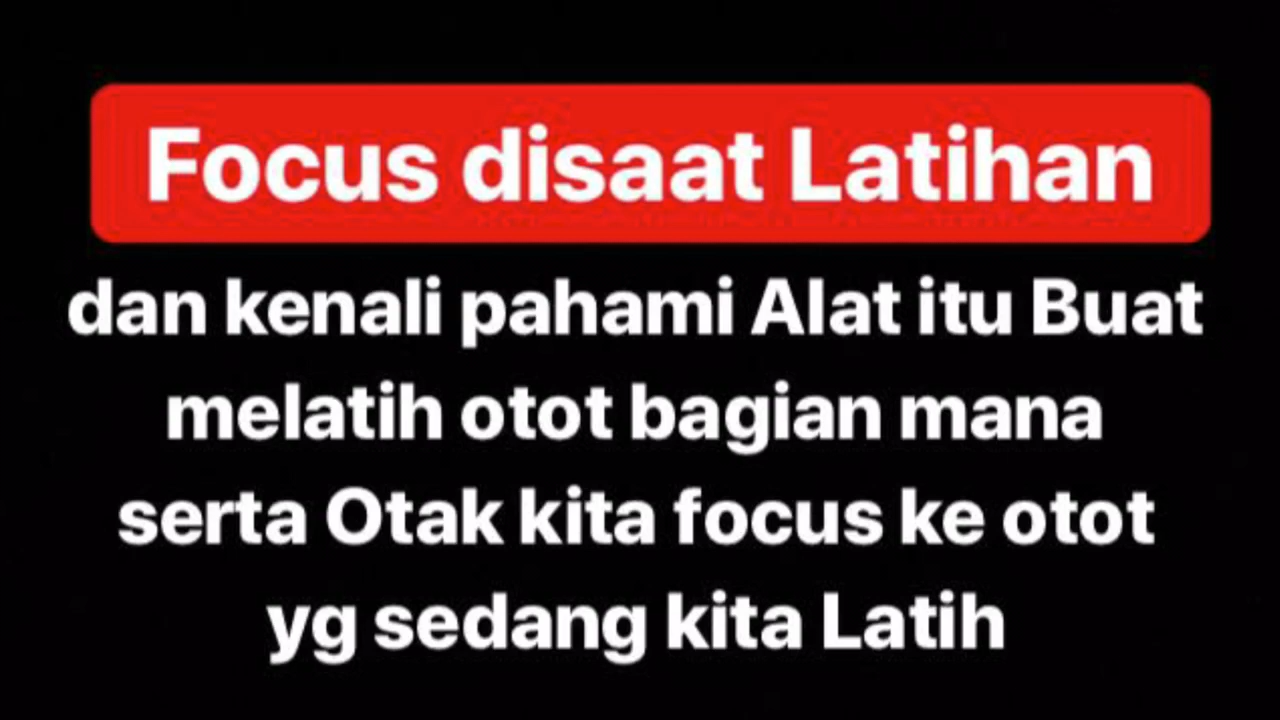 Focus disaat Latihan
dan kenali pahami Alat itu Buat
melatih otot bagian mana
serta Otak kita focus ke otot
yg sedang kita Latih